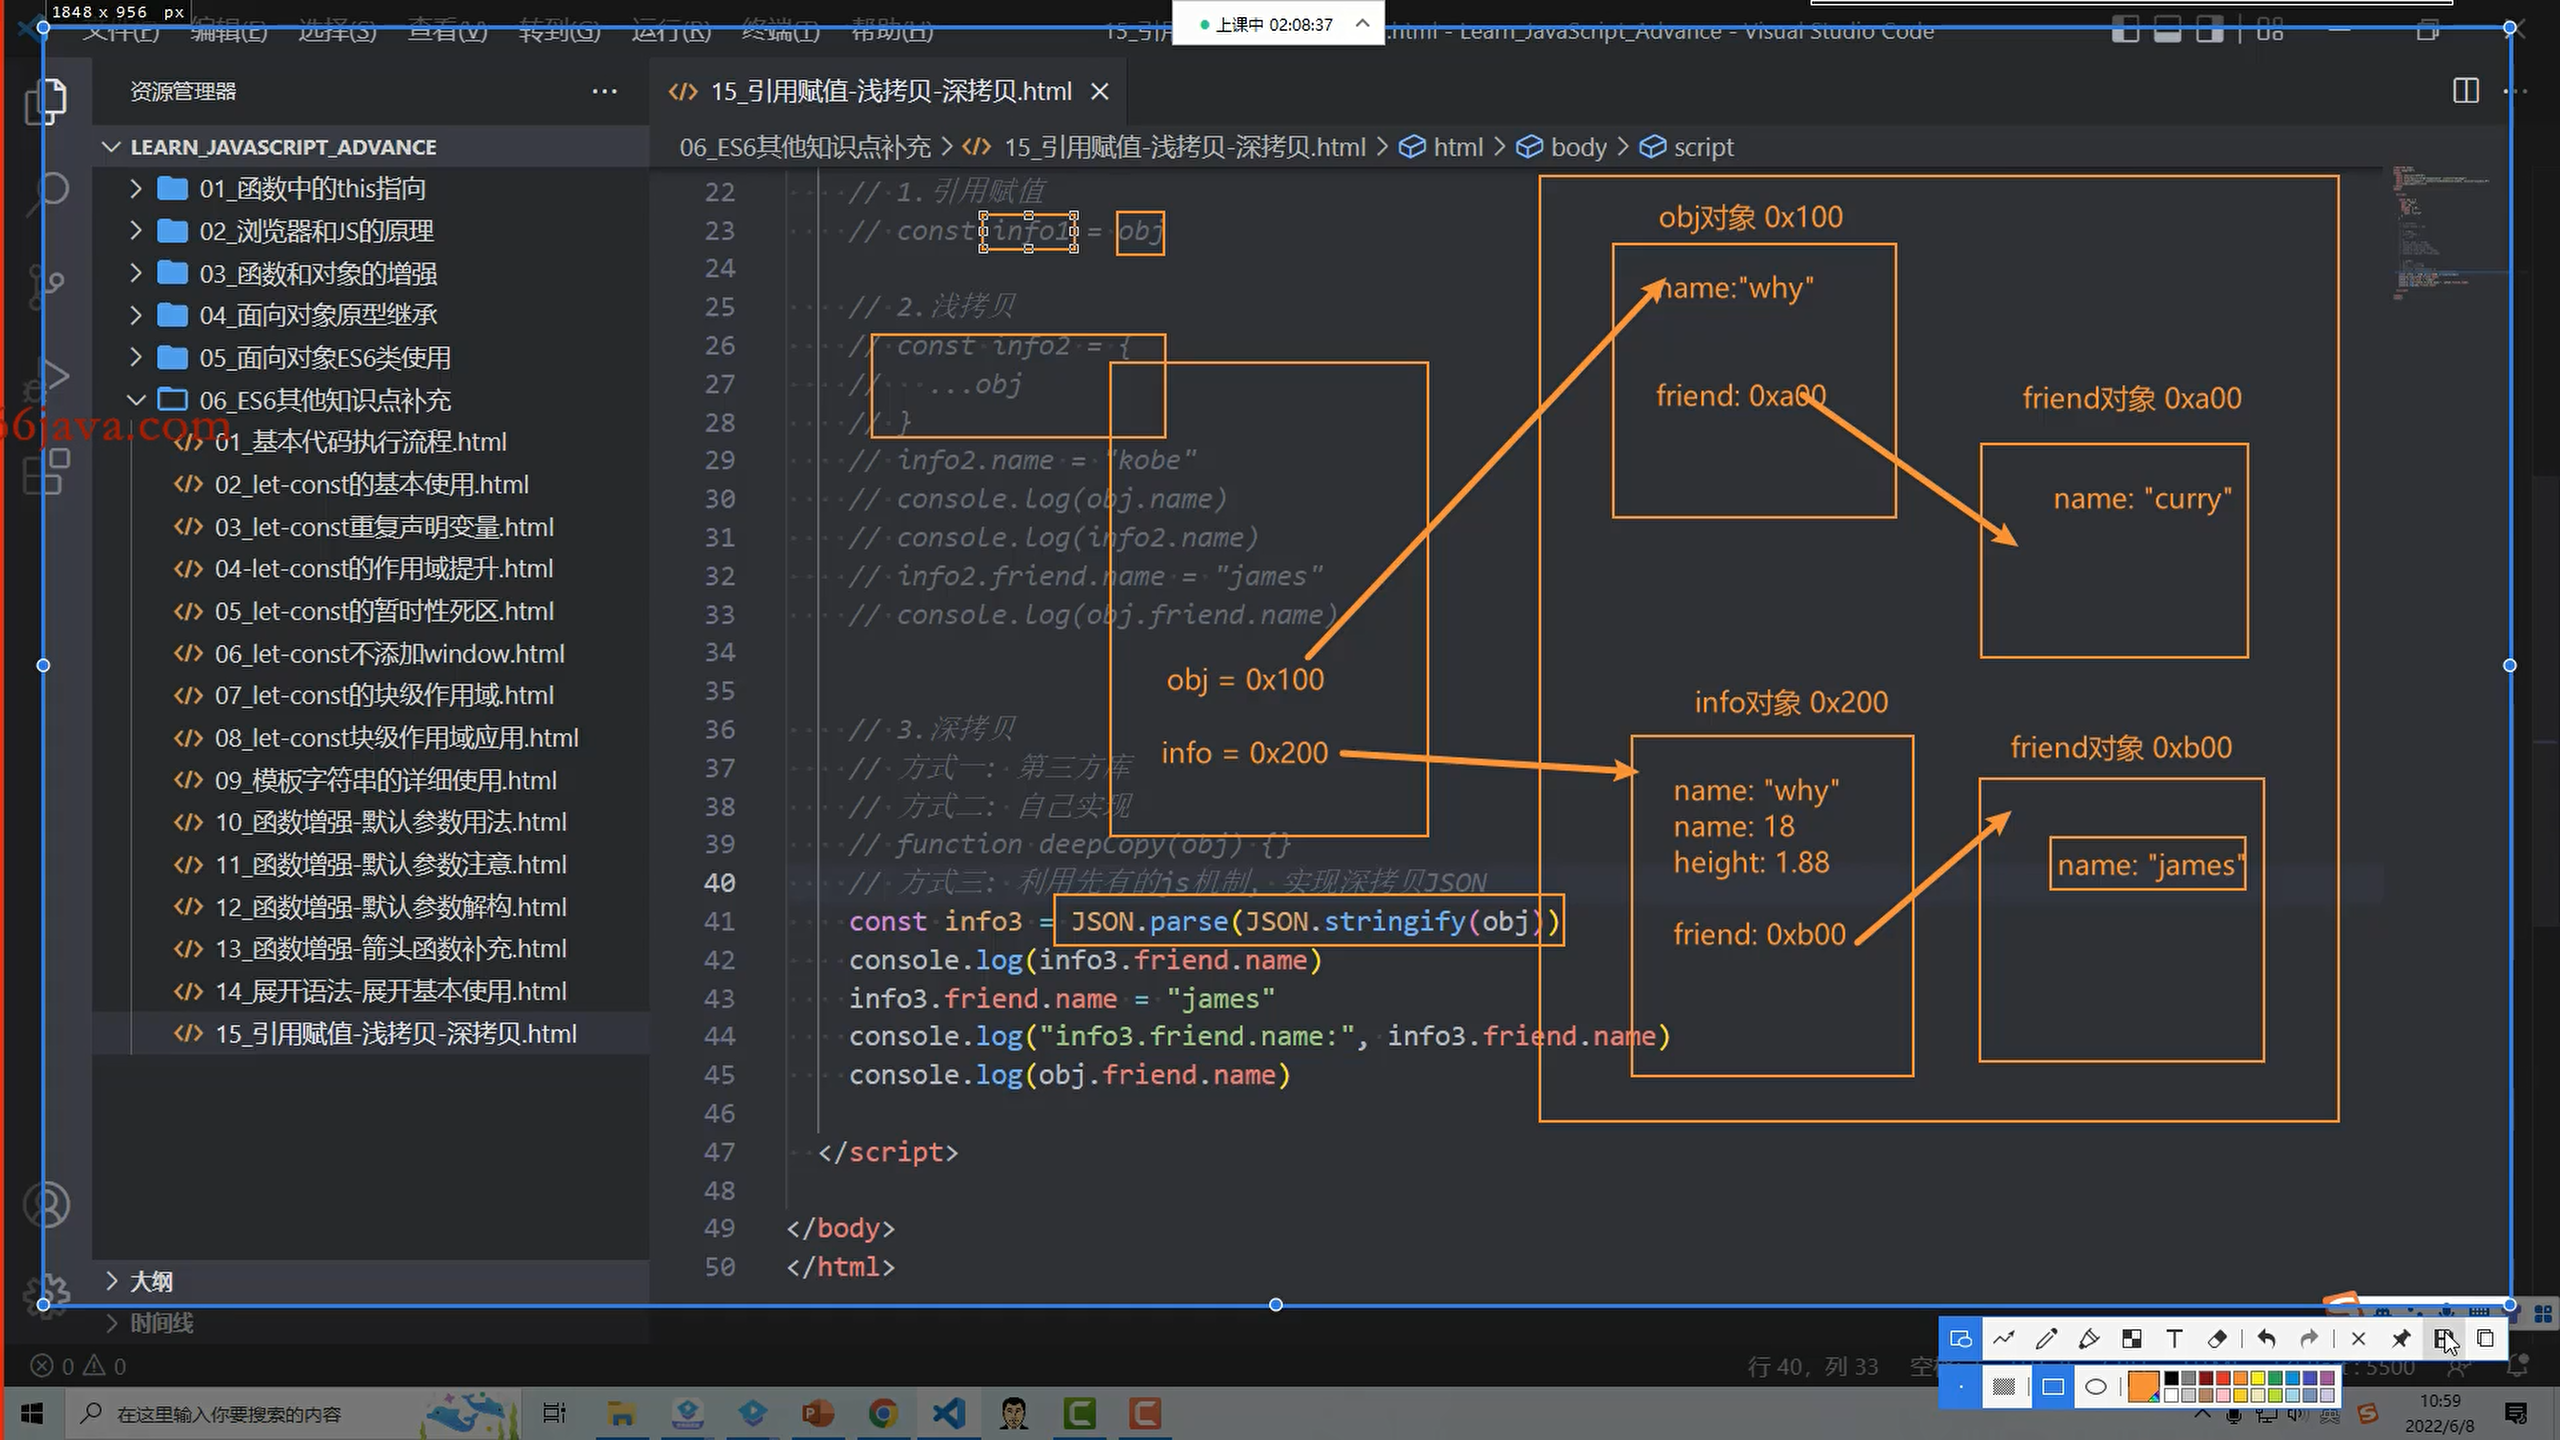 1848 x 956 px
上课中 02:08:37
文件(F) 编辑(E) 选择(S) 查看(V) 转到(G) 运行(R) 终端(T) 帮助(H)
.html - Learn_JavaScript_Advance - Visual Studio Code
资源管理器
15_引用赋值-浅拷贝-深拷贝.html
LEARN_JAVASCRIPT_ADVANCE
01_函数中的this指向
02_浏览器和JS的原理
03_函数和对象的增强
04_面向对象原型继承
05_面向对象ES6类使用
06_ES6其他知识点补充
01_基本代码执行流程.html
02_let-const的基本使用.html
03_let-const重复声明变量.html
04-let-const的作用域提升.html
05_let-const的暂时性死区.html
06_let-const不添加window.html
07_let-const的块级作用域.html
08_let-const块级作用域应用.html
09_模板字符串的详细使用.html
10_函数增强-默认参数用法.html
11_函数增强-默认参数注意.html
12_函数增强-默认参数解构.html
13_函数增强-箭头函数补充.html
14_展开语法-展开基本使用.html
15_引用赋值-浅拷贝-深拷贝.html
大纲
时间线
66java.com
06_ES6其他知识点补充 > 15_引用赋值-浅拷贝-深拷贝.html > html > body > script
22 // 1.引用赋值
23 // const info1 = obj
24
25 // 2.浅拷贝
26 // const info2 = {
27 // ...obj
28 // }
29 // info2.name = "kobe"
30 // console.log(obj.name)
31 // console.log(info2.name)
32 // info2.friend.name = "james"
33 // console.log(obj.friend.name)
34
35
36 // 3.深拷贝
37 // 方式一: 第三方库
38 // 方式二: 自己实现
39 // function deepCopy(obj) {}
40 // 方式三: 利用先有的js机制, 实现深拷贝JSON
41 const info3 = JSON.parse(JSON.stringify(obj))
42 console.log(info3.friend.name)
43 info3.friend.name = "james"
44 console.log("info3.friend.name:", info3.friend.name)
45 console.log(obj.friend.name)
46
47 </script>
48
49 </body>
50 </html>
obj = 0x100
info = 0x200
obj对象 0x100
name:"why"
friend: 0xa00
friend对象 0xa00
name: "curry"
info对象 0x200
name: "why"
name: 18
height: 1.88
friend: 0xb00
friend对象 0xb00
name: "james"
0 0
行 40，列 33
: 5500
在这里输入你要搜索的内容
英
10:59
2022/6/8